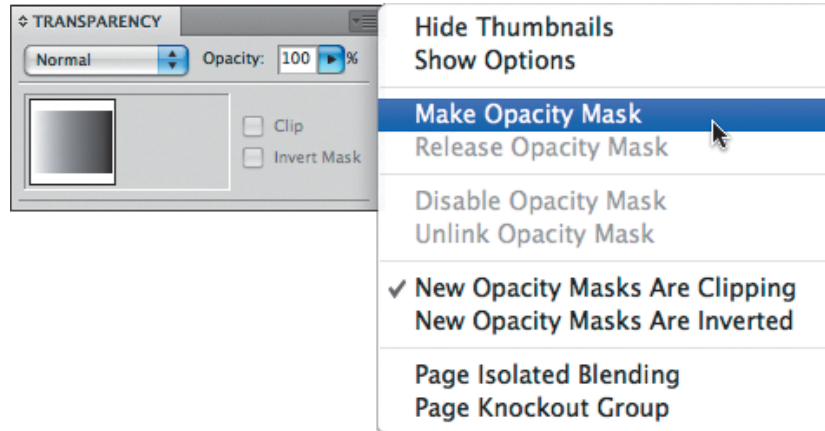 TRANSPARENCY
Normal Opacity: 100 %
Clip
Invert Mask
Hide Thumbnails
Show Options
Make Opacity Mask
Release Opacity Mask
Disable Opacity Mask
Unlink Opacity Mask
New Opacity Masks Are Clipping
New Opacity Masks Are Inverted
Page Isolated Blending
Page Knockout Group